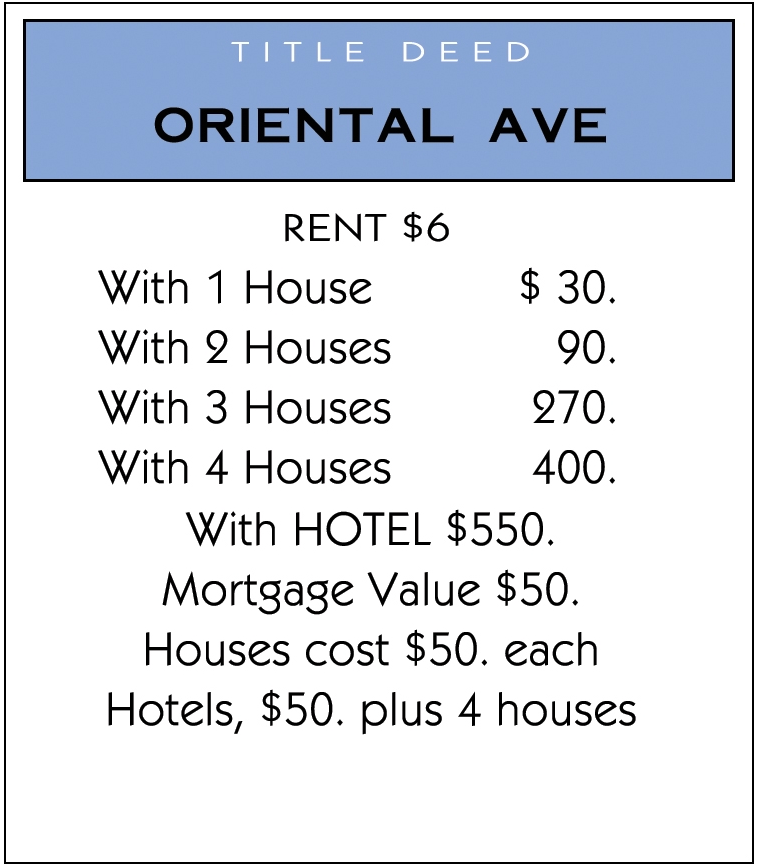 TITLE DEED
ORIENTAL AVE
RENT $6
With 1 House $ 30.
With 2 Houses 90.
With 3 Houses 270.
With 4 Houses 400.
With HOTEL $550.
Mortgage Value $50.
Houses cost $50. each
Hotels, $50. plus 4 houses